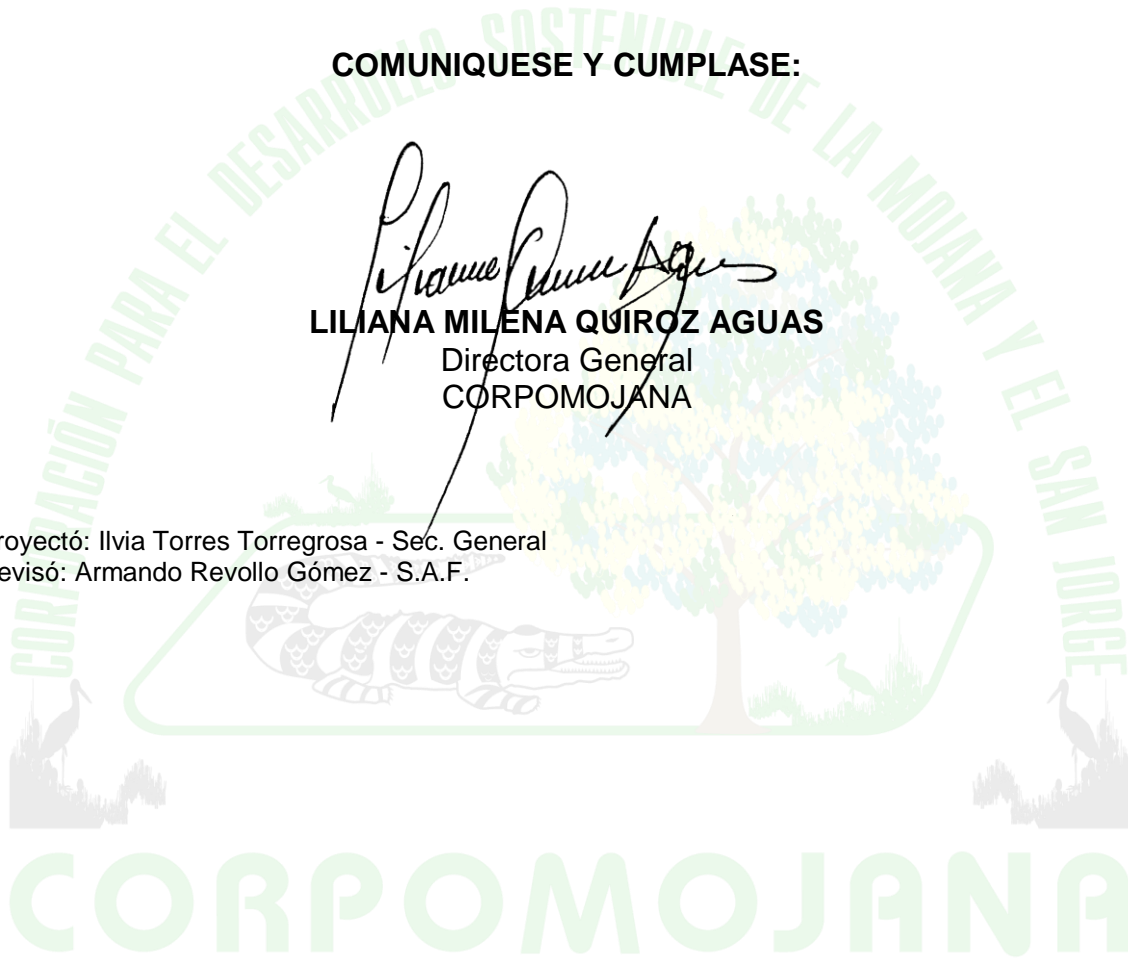 CORPORACIÓN PARA EL DESARROLLO SOSTENIBLE DE LA MOJANA Y EL SAN JORGE
COMUNIQUESE Y CUMPLASE:
LILIANA MILENA QUIROZ AGUAS
Directora General
CORPOMOJANA
royectó: Ilvia Torres Torregrosa - Sec. General
evisó: Armando Revollo Gómez - S.A.F.
CORPOMOJANA